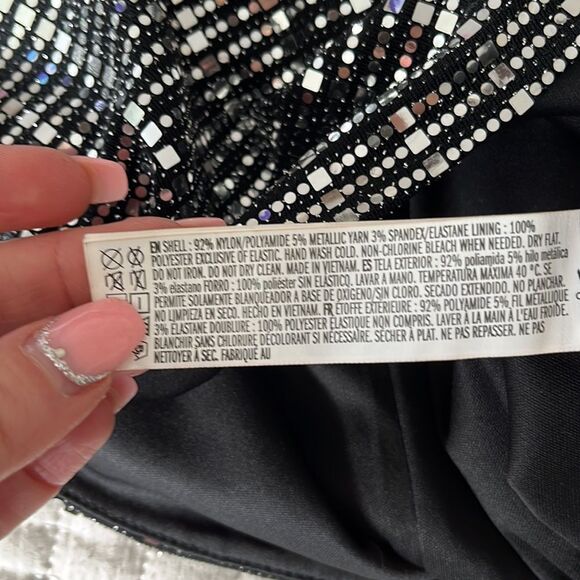 EN SHELL : 92% NYLON/POLYAMIDE 5% METALLIC YARN 3% SPANDEX/ELASTANE LINING : 100%
POLYESTER EXCLUSIVE OF ELASTIC. HAND WASH COLD. NON-CHLORINE BLEACH WHEN NEEDED. DRY FLAT.
DO NOT IRON. DO NOT DRY CLEAN. MADE IN VIETNAM. ES TELA EXTERIOR : 92% poliamida 5% hilo metálica
3% elastano FORRO : 100% poliéster SIN ELÁSTICO. LAVAR A MANO. TEMPERATURA MÁXIMA 40 °C. SE
PERMITE SOLAMENTE BLANQUEADOR A BASE DE OXÍGENO/SIN CLORO. SECADO EXTENDIDO. NO PLANCHAR.
NO LIMPIEZA EN SECO. HECHO EN VIETNAM. FR ÉTOFFE EXTÉRIEURE : 92% POLYAMIDE 5% FIL MÉTALLIQUE
3% ELASTANE DOUBLURE : 100% POLYESTER ELASTIQUE NON COMPRIS. LAVER À LA MAIN À L'EAU FROIDE.
BLANCHIR SANS CHLORURE DÉCOLORANT SI NÉCESSAIRE. SÉCHER À PLAT. NE PAS REPASSER. NE PAS
NETTOYER À SEC. FABRIQUÉ AU